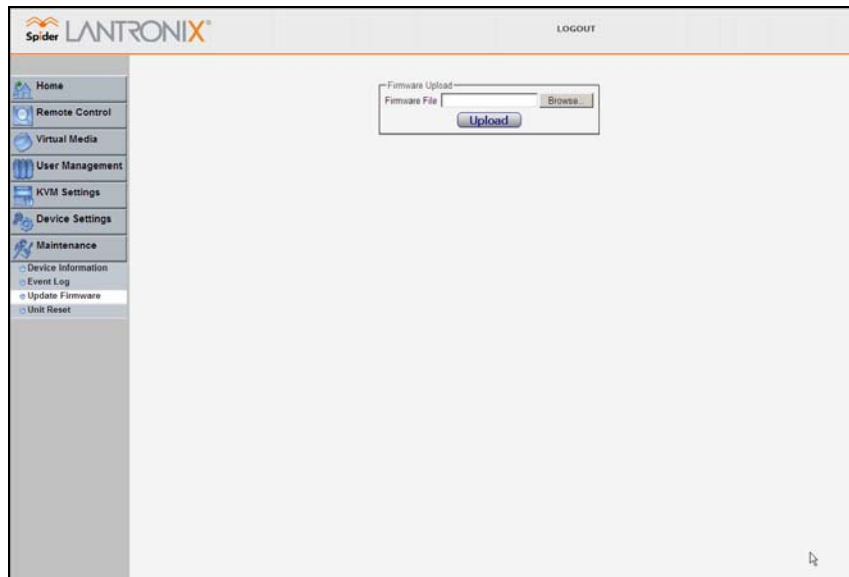 Spider LANTRONIX®
LOGOUT
Home
Remote Control
Virtual Media
User Management
KVM Settings
Device Settings
Maintenance
Device Information
Event Log
Update Firmware
Unit Reset
Firmware Upload
Firmware File
Browse...
Upload